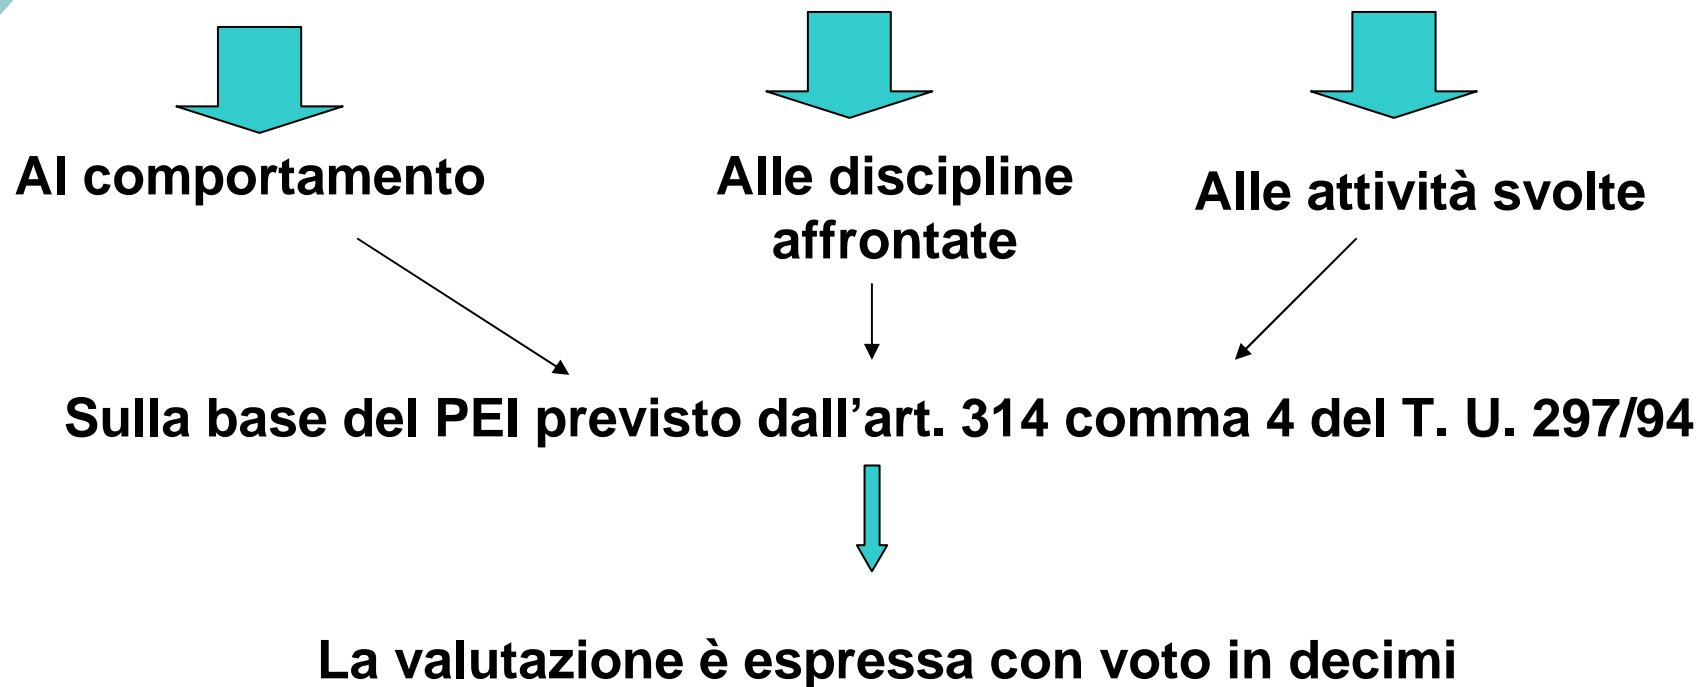 Al comportamento
Alle discipline
affrontate
Alle attività svolte
Sulla base del PEI previsto dall’art. 314 comma 4 del T. U. 297/94
La valutazione è espressa con voto in decimi